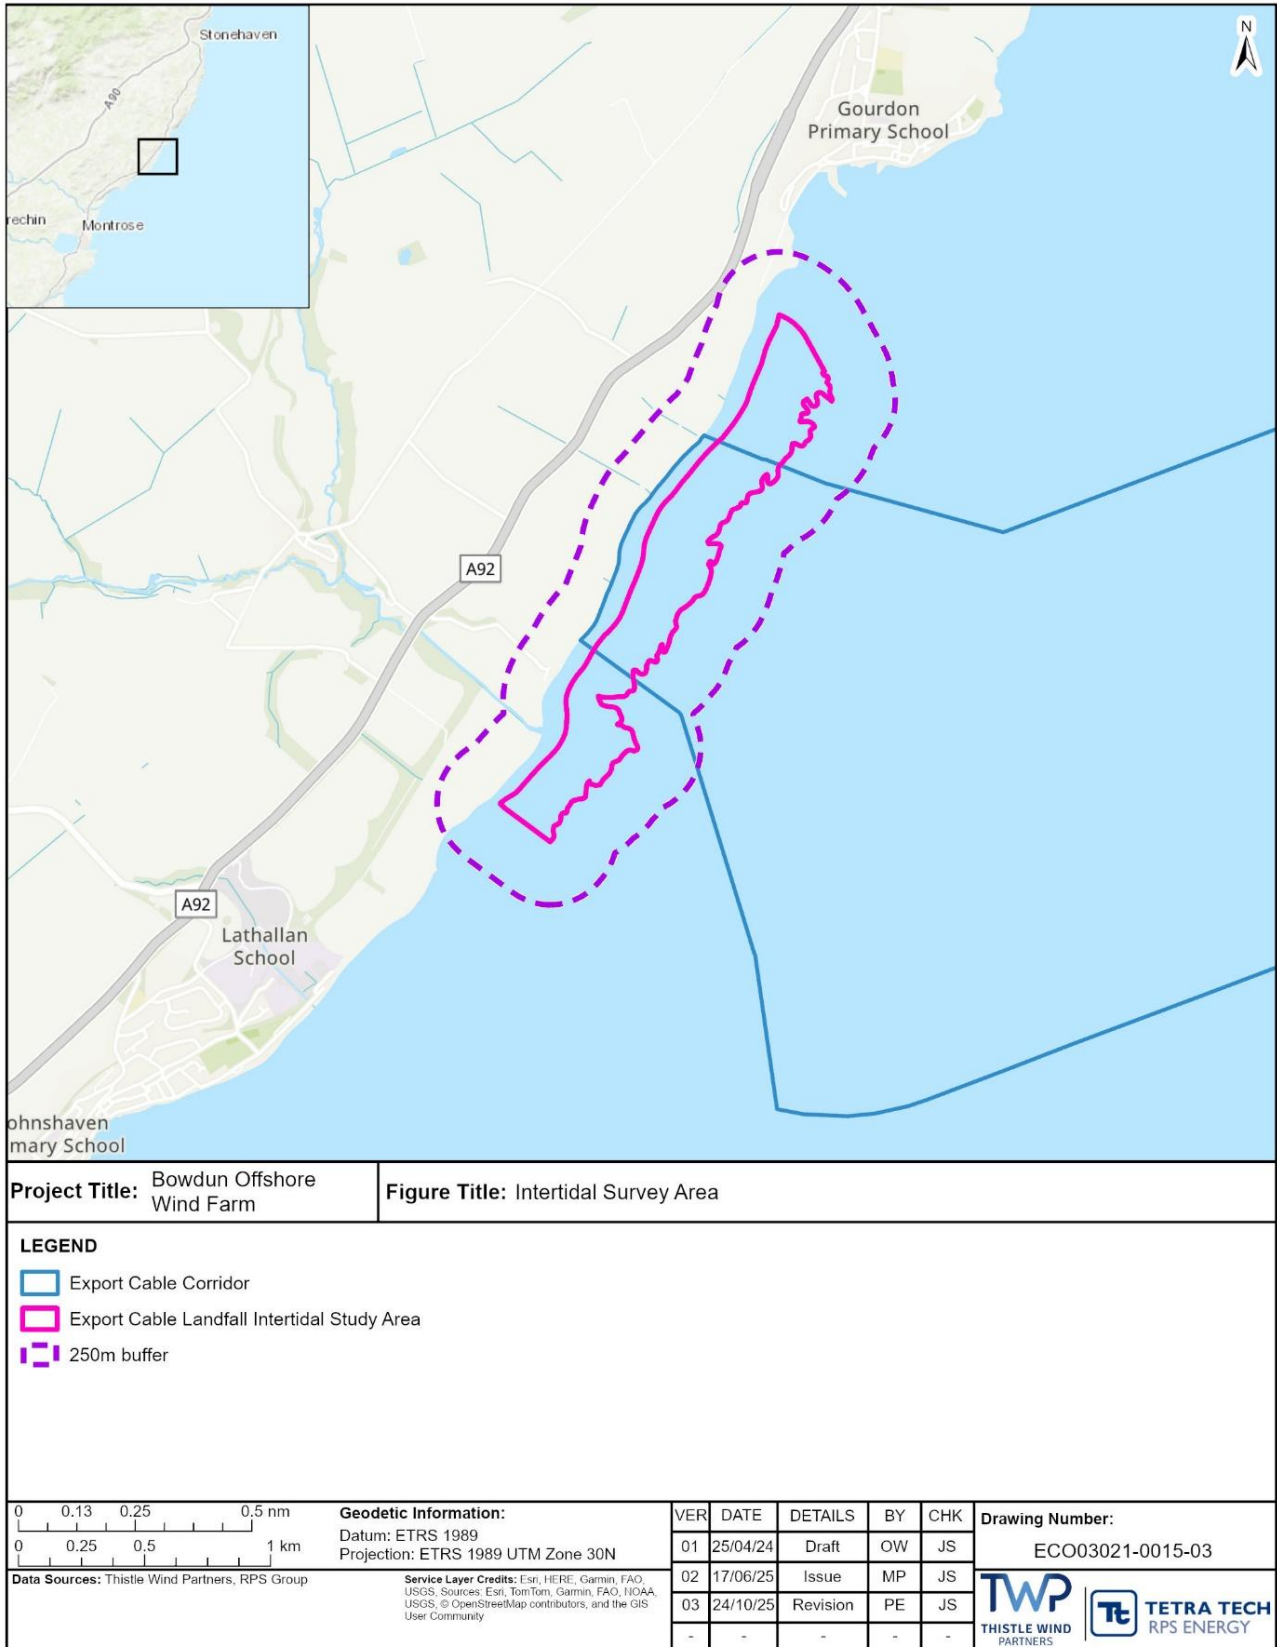 Stonehaven
A90
rechin
Montrose
N
Gourdon
Primary School
A92
A92
Lathallan
School
ohnshaven
mary School
Project Title: Bowdun Offshore
Wind Farm
Figure Title: Intertidal Survey Area
LEGEND
Export Cable Corridor
Export Cable Landfall Intertidal Study Area
250m buffer
0 0.13 0.25 0.5 nm
0 0.25 0.5 1 km
Geodetic Information:
Datum: ETRS 1989
Projection: ETRS 1989 UTM Zone 30N
Data Sources: Thistle Wind Partners, RPS Group
Service Layer Credits: Esri, HERE, Garmin, FAO,
USGS, Sources: Esri, TomTom, Garmin, FAO, NOAA,
USGS, © OpenStreetMap contributors, and the GIS
User Community
VER DATE DETAILS BY CHK
01 25/04/24 Draft OW JS
02 17/06/25 Issue MP JS
03 24/10/25 Revision PE JS
- - - - -
Drawing Number:
ECO03021-0015-03
TWP
THISTLE WIND
PARTNERS
Tt TETRA TECH
RPS ENERGY